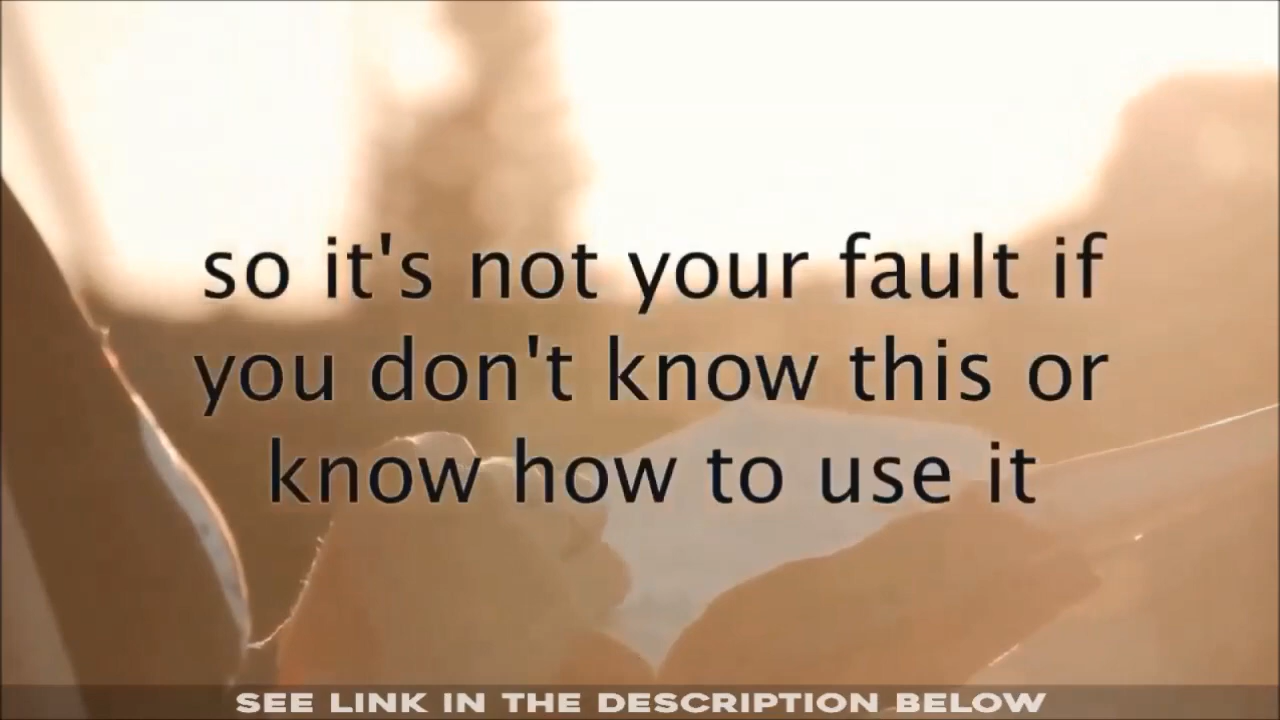 so it's not your fault if
you don't know this or
know how to use it
SEE LINK IN THE DESCRIPTION BELOW